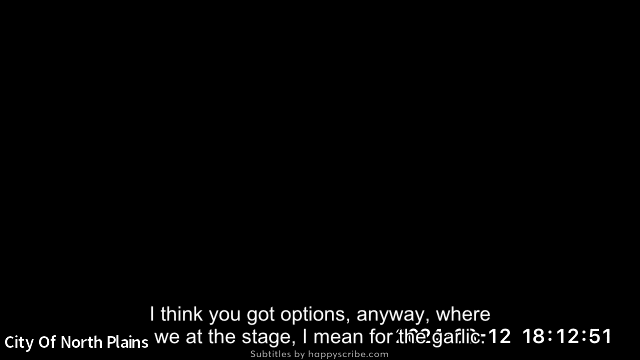 I think you got options, anyway, where
we at the stage, I mean for the garlic.
City Of North Plains
-12 18:12:51
Subtitles by happyscribe.com